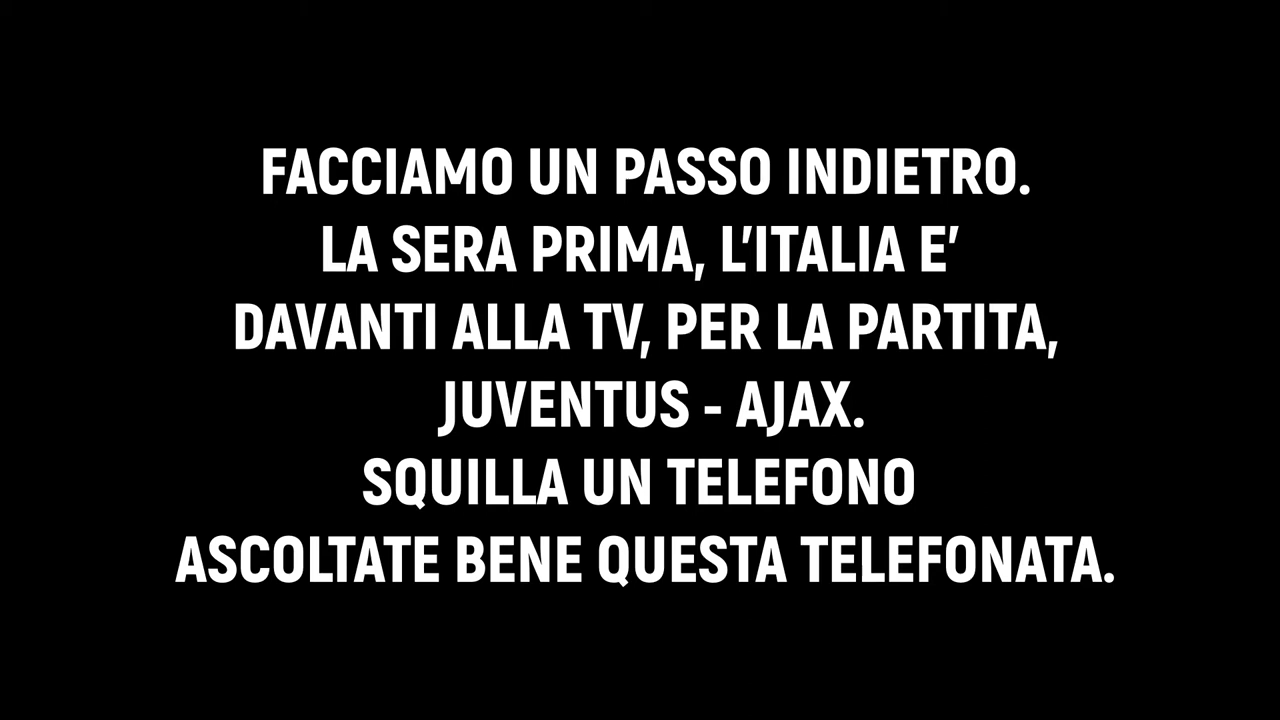 FACCIAMO UN PASSO INDIETRO.
LA SERA PRIMA, L'ITALIA E'
DAVANTI ALLA TV, PER LA PARTITA,
JUVENTUS - AJAX.
SQUILLA UN TELEFONO
ASCOLTATE BENE QUESTA TELEFONATA.